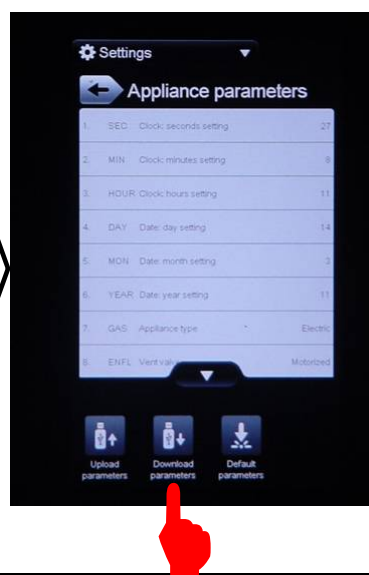 Settings
Appliance parameters
1. SEC Clock: seconds setting 27
2. MIN Clock: minutes setting 8
3. HOUR Clock: hours setting 11
4. DAY Date: day setting 14
5. MON Date: month setting 3
6. YEAR Date: year setting 11
7. GAS Appliance type Electric
8. ENFL Vent valve Motorized
Upload parameters
Download parameters
Default parameters